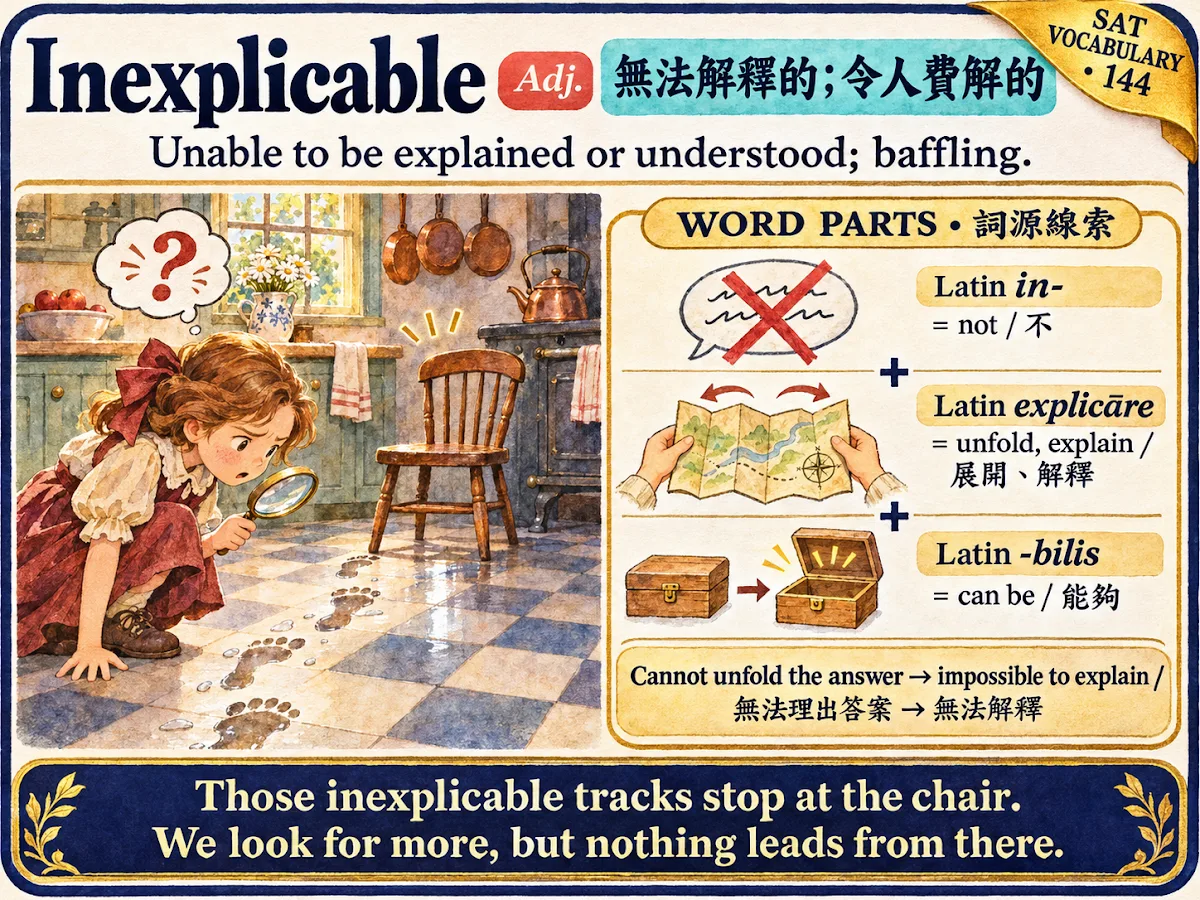 Inexplicable Adj. 無法解釋的；令人費解的
SAT
VOCABULARY
• 144
Unable to be explained or understood; baffling.
?
WORD PARTS • 詞源線索
Latin in-
= not / 不
+
Latin explicāre
= unfold, explain /
展開、解釋
+
Latin -bilis
= can be / 能夠
Cannot unfold the answer → impossible to explain /
無法理出答案 → 無法解釋
Those inexplicable tracks stop at the chair.
We look for more, but nothing leads from there.